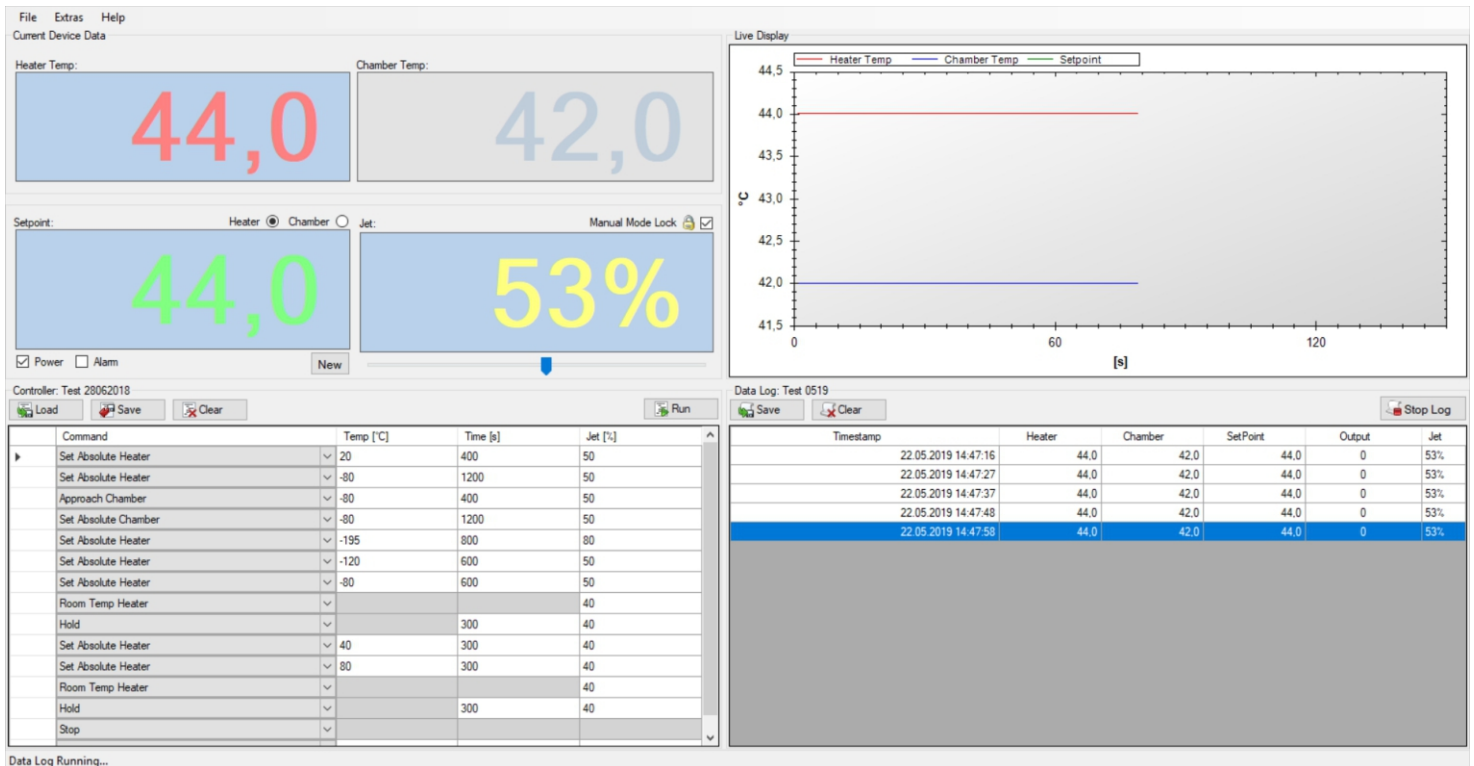 File Extras Help
Current Device Data
Heater Temp: Chamber Temp:
44,0 42,0
Setpoint: Heater Chamber Jet: Manual Mode Lock
44,0 53%
Power Alarm New
Live Display
Heater Temp Chamber Temp Setpoint
44,5
44,0
43,5
43,0
42,5
42,0
41,5
°C
0 60 120
[s]
Controller: Test 28062018
Load Save Clear Run
Command Temp [°C] Time [s] Jet [%]
Set Absolute Heater 20 400 50
Set Absolute Heater -80 1200 50
Approach Chamber -80 400 50
Set Absolute Chamber -80 1200 50
Set Absolute Heater -195 800 80
Set Absolute Heater -120 600 50
Set Absolute Heater -80 600 50
Room Temp Heater 40
Hold 300 40
Set Absolute Heater 40 300 40
Set Absolute Heater 80 300 40
Room Temp Heater 40
Hold 300 40
Stop
Data Log: Test 0519
Save Clear Stop Log
Timestamp Heater Chamber SetPoint Output Jet
22.05.2019 14:47:16 44,0 42,0 44,0 0 53%
22.05.2019 14:47:27 44,0 42,0 44,0 0 53%
22.05.2019 14:47:37 44,0 42,0 44,0 0 53%
22.05.2019 14:47:48 44,0 42,0 44,0 0 53%
22.05.2019 14:47:58 44,0 42,0 44,0 0 53%
Data Log Running...